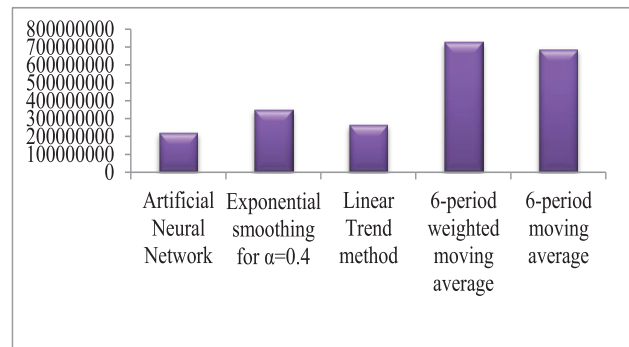 800000000
700000000
600000000
500000000
400000000
300000000
200000000
100000000
0
Artificial
Neural
Network
Exponential
smoothing
for α=0.4
Linear
Trend
method
6-period
weighted
moving
average
6-period
moving
average